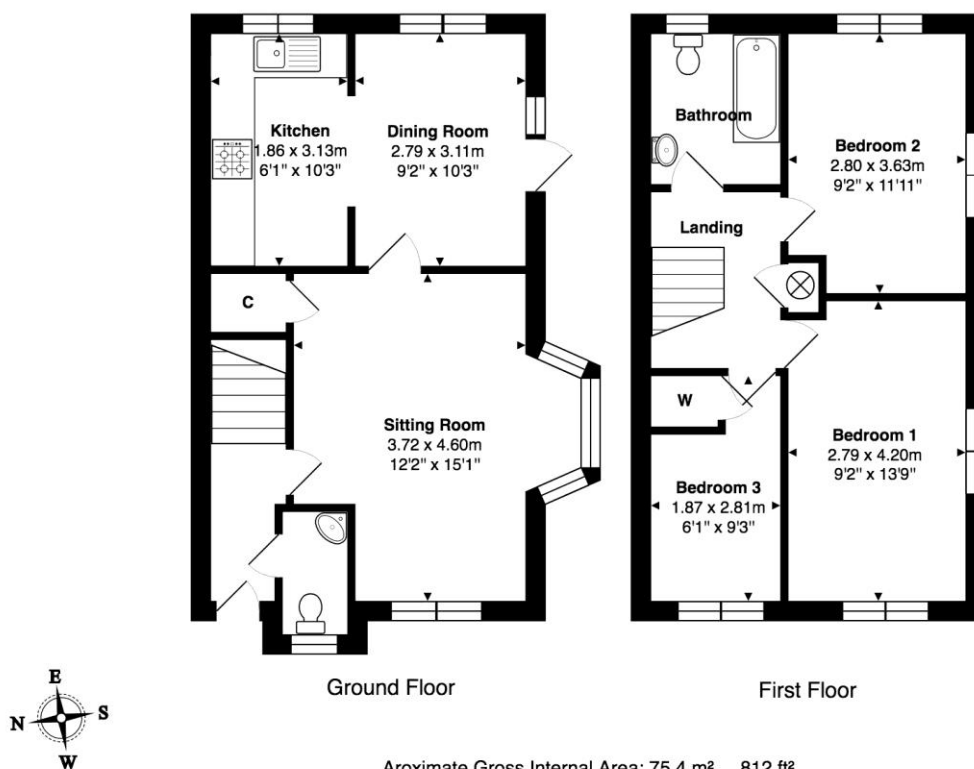 Kitchen
1.86 x 3.13m
6'1" x 10'3"
Dining Room
2.79 x 3.11m
9'2" x 10'3"
C
Sitting Room
3.72 x 4.60m
12'2" x 15'1"
Bathroom
Bedroom 2
2.80 x 3.63m
9'2" x 11'11"
Landing
W
Bedroom 1
2.79 x 4.20m
9'2" x 13'9"
Bedroom 3
1.87 x 2.81m
6'1" x 9'3"
Ground Floor
First Floor
E
N
S
W
Aroximate Gross Internal Area: 75.4 m² ... 812 ft²